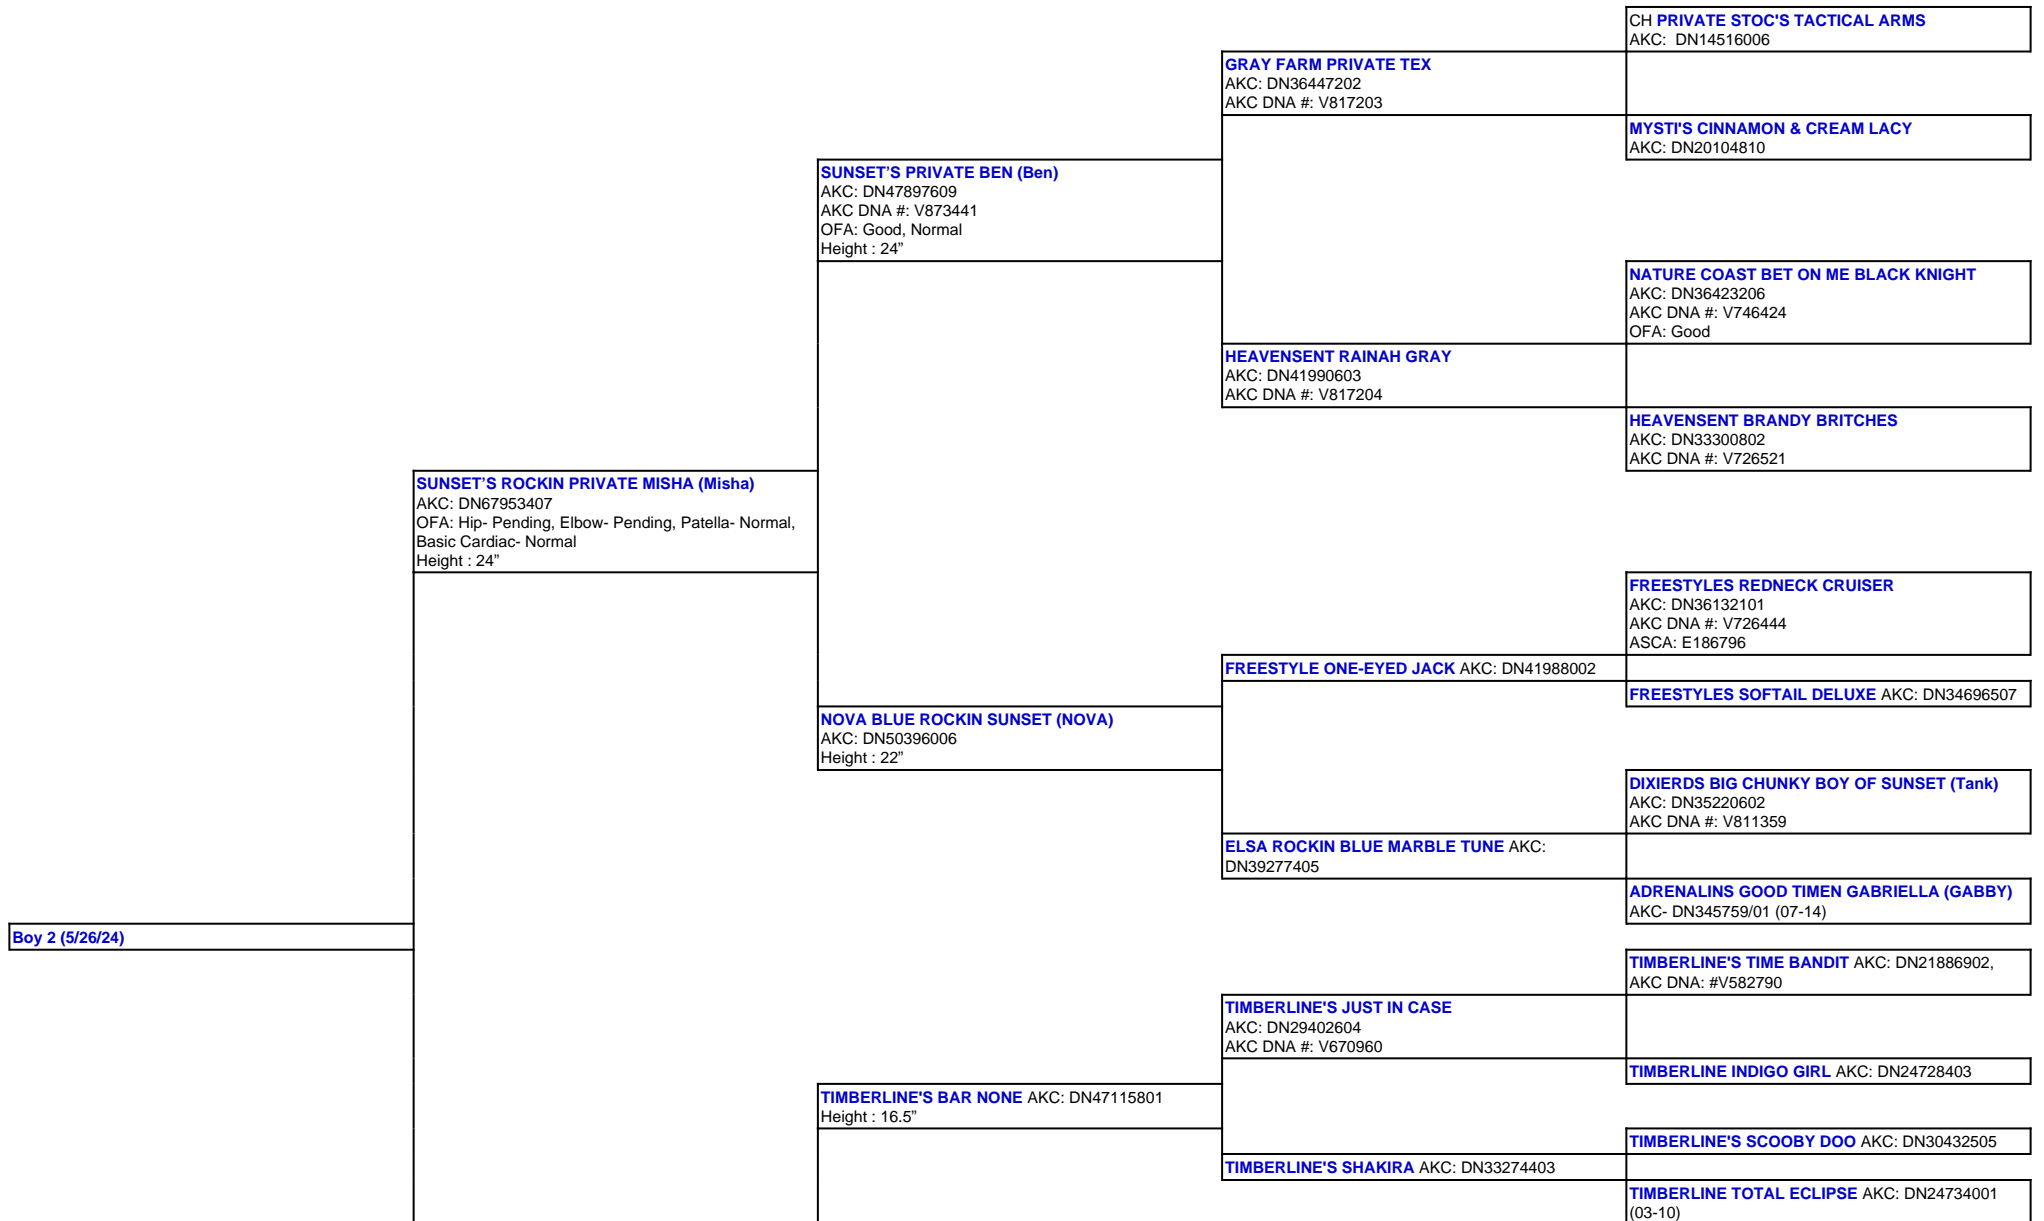 CH PRIVATE STOC'S TACTICAL ARMS
AKC:  DN14516006
GRAY FARM PRIVATE TEX
AKC: DN36447202
AKC DNA #: V817203
MYSTI'S CINNAMON & CREAM LACY
AKC: DN20104810
SUNSET’S PRIVATE BEN (Ben)
AKC: DN47897609
AKC DNA #: V873441
OFA: Good, Normal
Height : 24”
NATURE COAST BET ON ME BLACK KNIGHT
AKC: DN36423206
AKC DNA #: V746424
OFA: Good
HEAVENSENT RAINAH GRAY
AKC: DN41990603
AKC DNA #: V817204
HEAVENSENT BRANDY BRITCHES
AKC: DN33300802
AKC DNA #: V726521
SUNSET’S ROCKIN PRIVATE MISHA (Misha)
AKC: DN67953407
OFA: Hip- Pending, Elbow- Pending, Patella- Normal,
Basic Cardiac- Normal
Height : 24”
FREESTYLES REDNECK CRUISER
AKC: DN36132101
AKC DNA #: V726444
ASCA: E186796
FREESTYLE ONE-EYED JACK AKC: DN41988002
FREESTYLES SOFTAIL DELUXE AKC: DN34696507
NOVA BLUE ROCKIN SUNSET (NOVA)
AKC: DN50396006
Height : 22”
DIXIERDS BIG CHUNKY BOY OF SUNSET (Tank)
AKC: DN35220602
AKC DNA #: V811359
ELSA ROCKIN BLUE MARBLE TUNE AKC:
DN39277405
ADRENALINS GOOD TIMEN GABRIELLA (GABBY)
AKC- DN345759/01 (07-14)
Boy 2 (5/26/24)
TIMBERLINE'S TIME BANDIT AKC: DN21886902,
AKC DNA: #V582790
TIMBERLINE'S JUST IN CASE
AKC: DN29402604
AKC DNA #: V670960
TIMBERLINE INDIGO GIRL AKC: DN24728403
TIMBERLINE'S BAR NONE AKC: DN47115801
Height : 16.5”
TIMBERLINE'S SCOOBY DOO AKC: DN30432505
TIMBERLINE'S SHAKIRA AKC: DN33274403
TIMBERLINE TOTAL ECLIPSE AKC: DN24734001
(03-10)